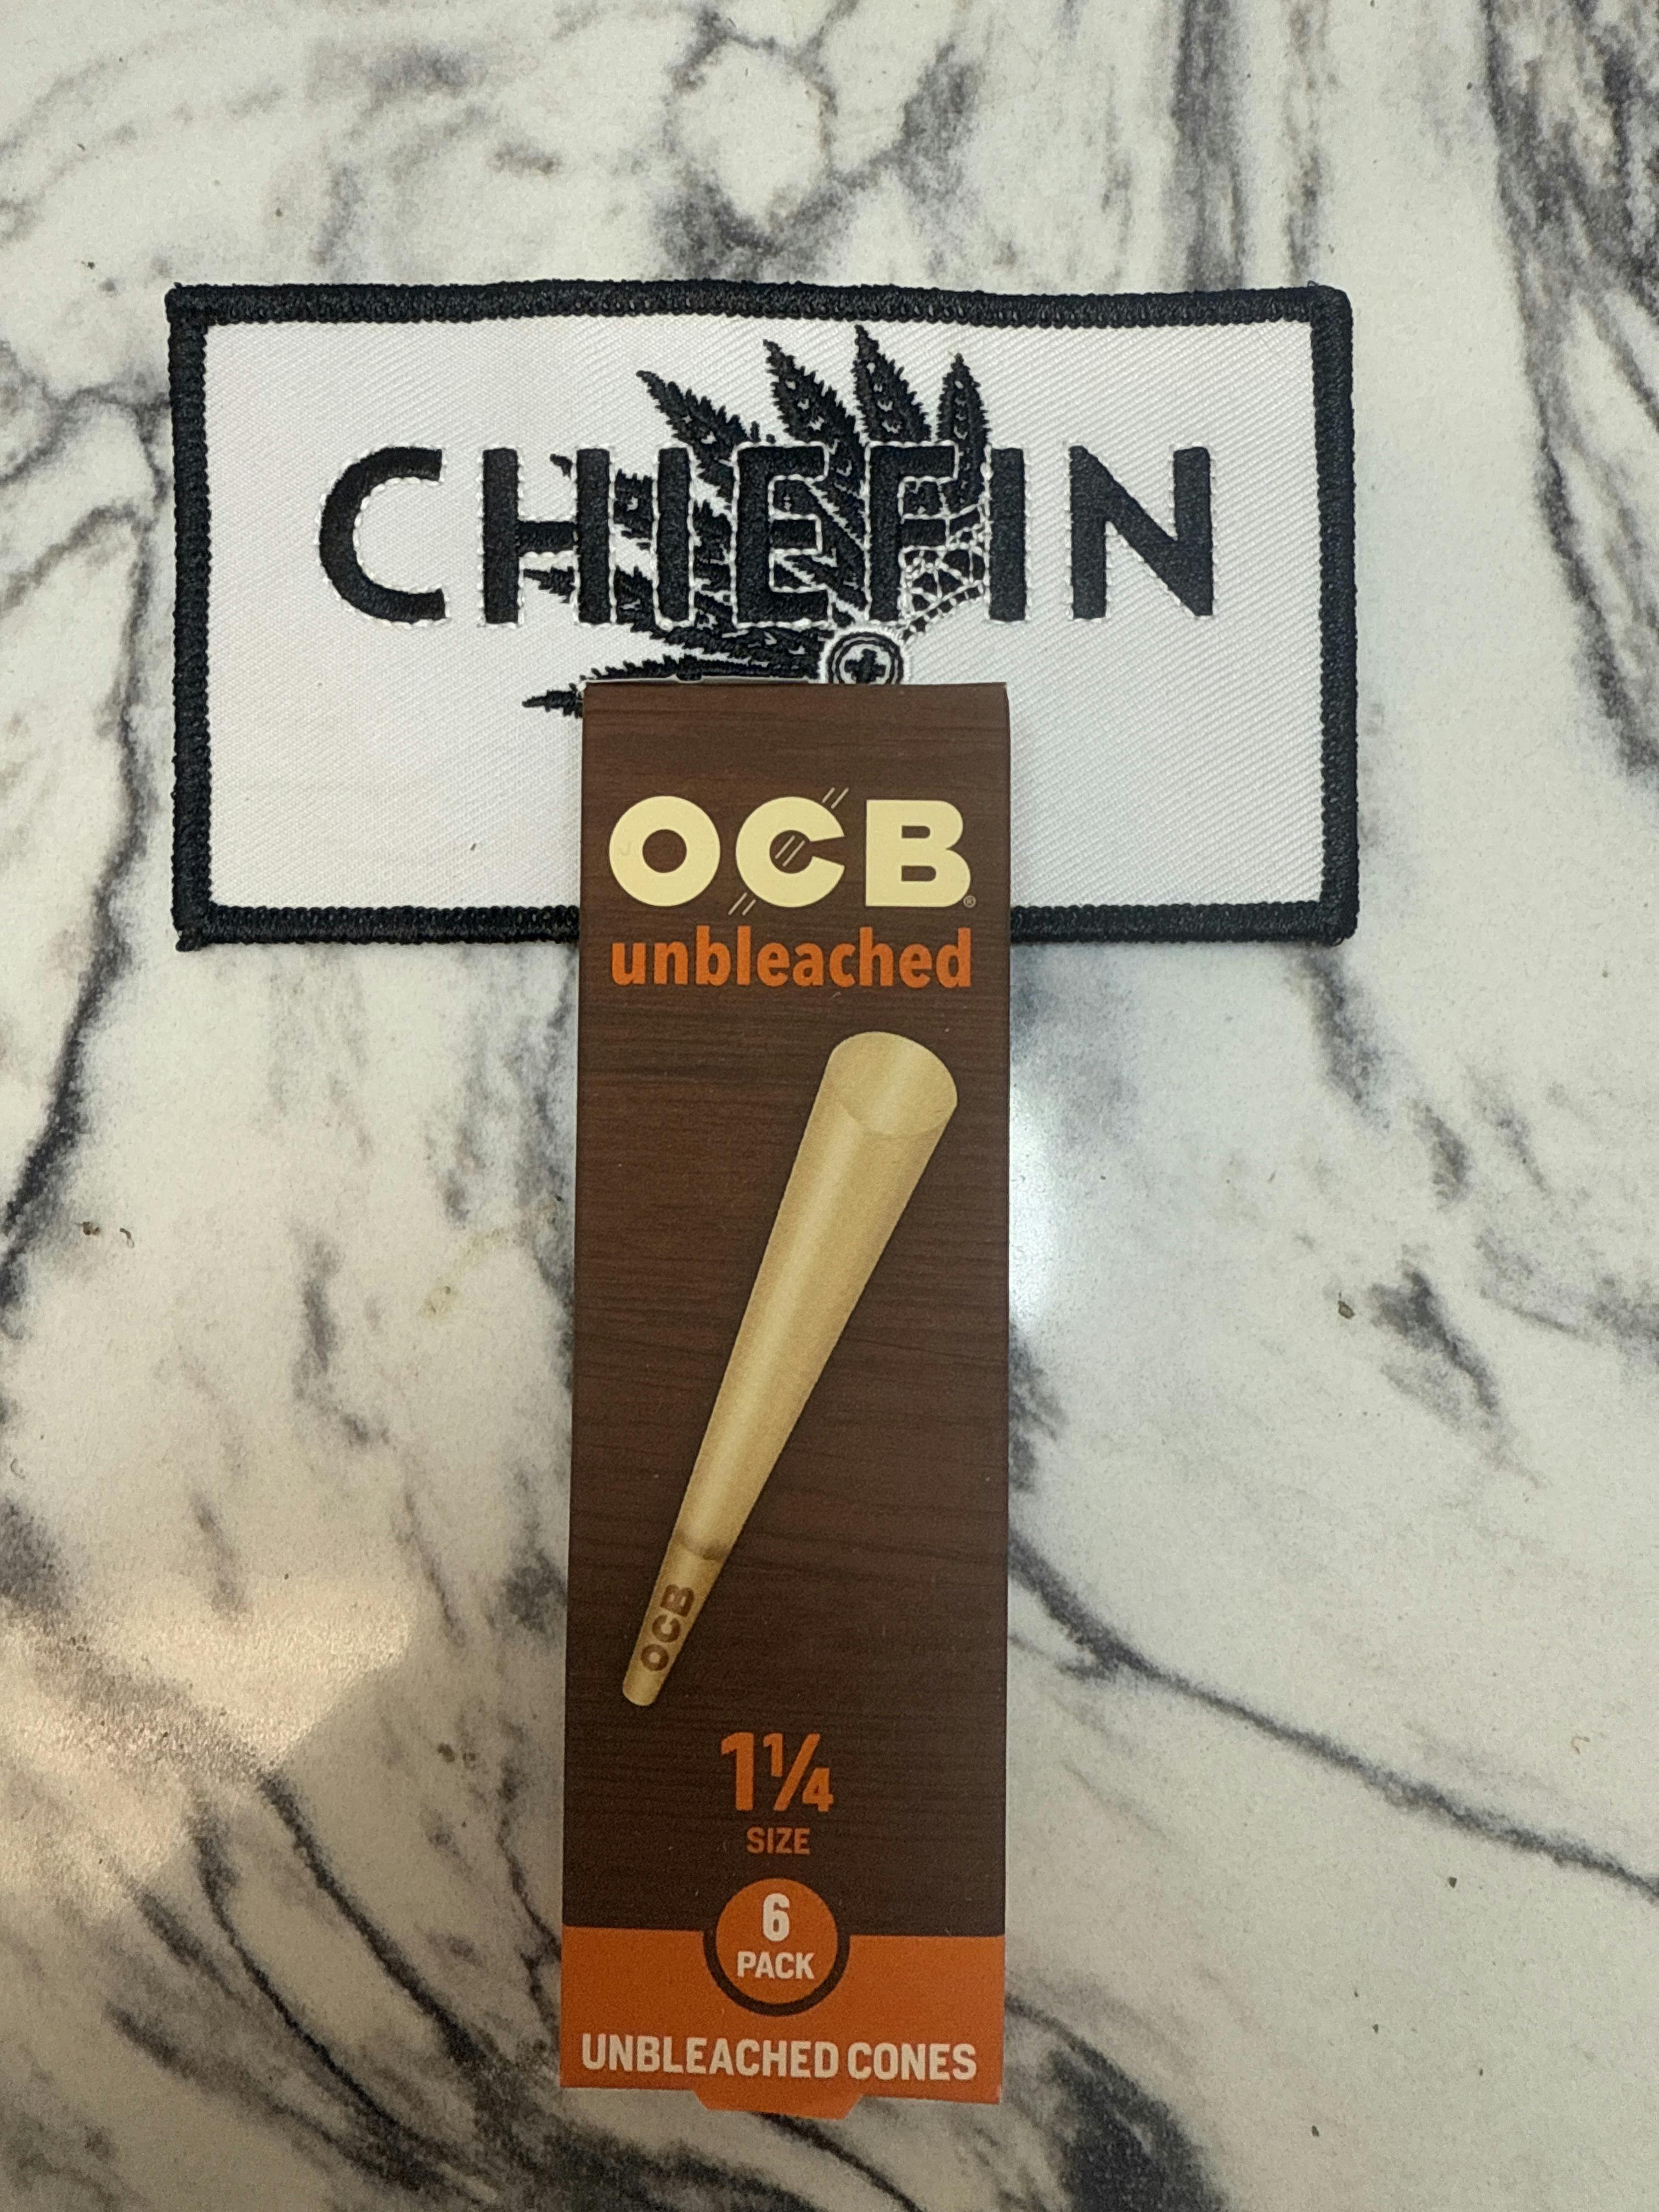 CHIEFIN
OCB®
unbleached
OCB
1¼
SIZE
6
PACK
UNBLEACHED CONES